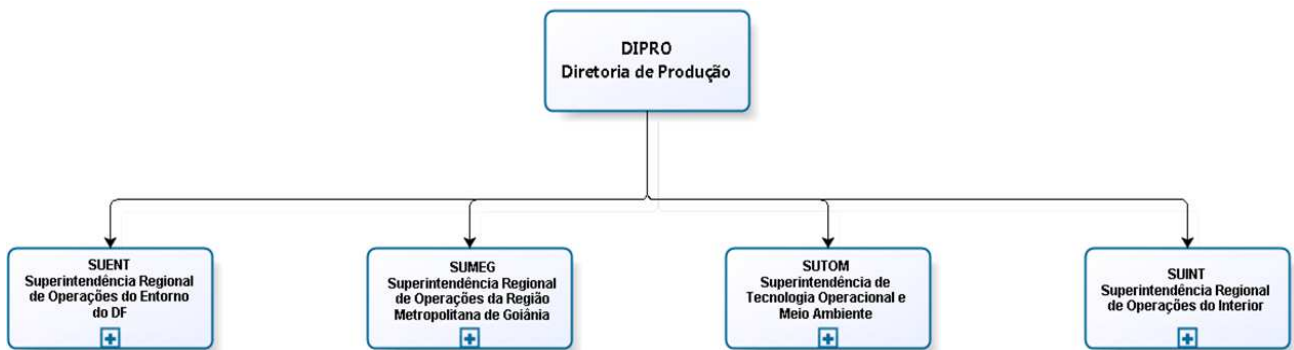 DIPRO
Diretoria de Produção
SUENT
Superintendência Regional
de Operações do Entorno
do DF
SUMEG
Superintendência Regional
de Operações da Região
Metropolitana de Goiânia
SUTOM
Superintendência de
Tecnologia Operacional e
Meio Ambiente
SUINT
Superintendência Regional
de Operações do Interior